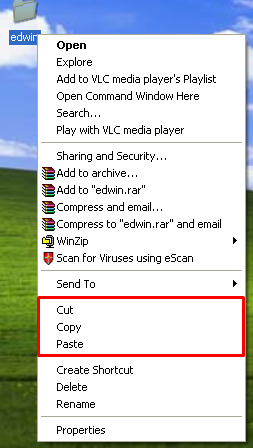 edwin
Open
Explore
Add to VLC media player's Playlist
Open Command Window Here
Search...
Play with VLC media player
Sharing and Security...
Add to archive...
Add to "edwin.rar"
Compress and email...
Compress to "edwin.rar" and email
WinZip
Scan for Viruses using eScan
Send To
Cut
Copy
Paste
Create Shortcut
Delete
Rename
Properties